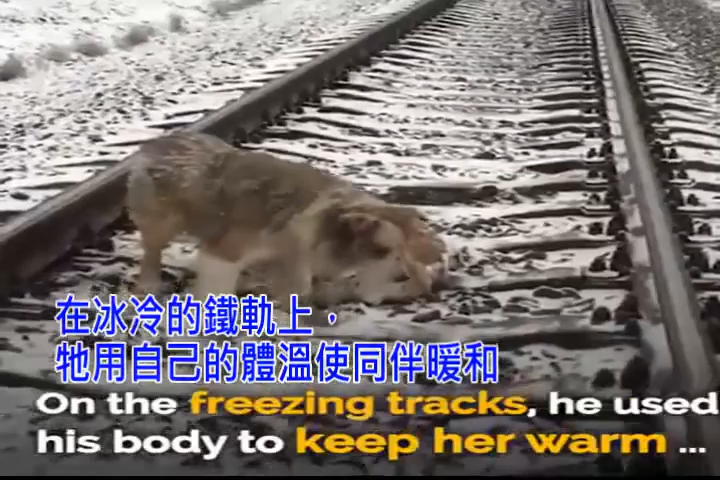 在冰冷的鐵軌上，
牠用自己的體溫使同伴暖和
On the freezing tracks, he used
his body to keep her warm ...